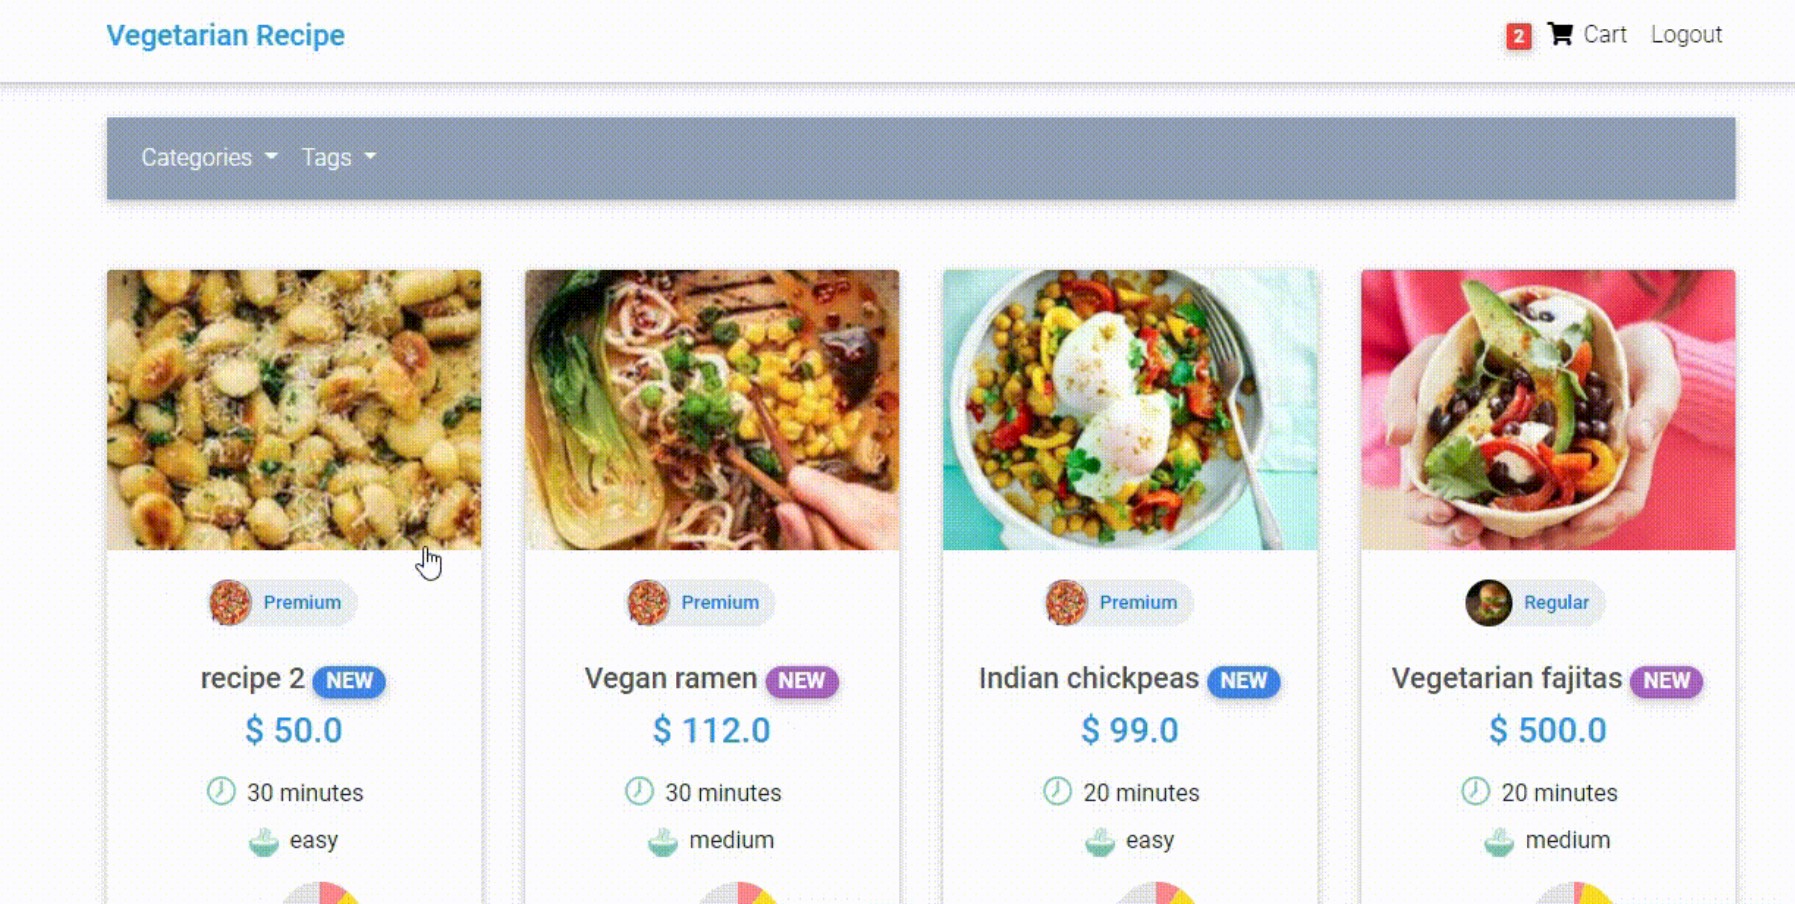 Vegetarian Recipe
2 Cart Logout
Categories Tags
Premium Premium Premium Regular
recipe 2 NEW Vegan ramen NEW Indian chickpeas NEW Vegetarian fajitas NEW
$ 50.0 $ 112.0 $ 99.0 $ 500.0
30 minutes 30 minutes 20 minutes 20 minutes
easy medium easy medium